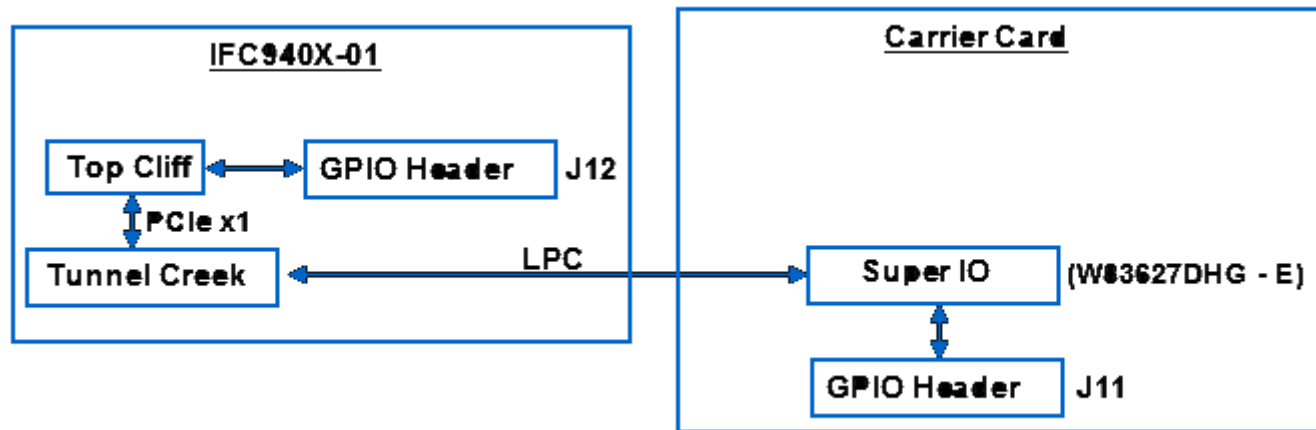 IFC940X-01
Top Cliff
GPIO Header
J12
PCIe x1
Tunnel Creek
LPC
Carrier Card
Super IO
(W83627DHG - E)
GPIO Header
J11